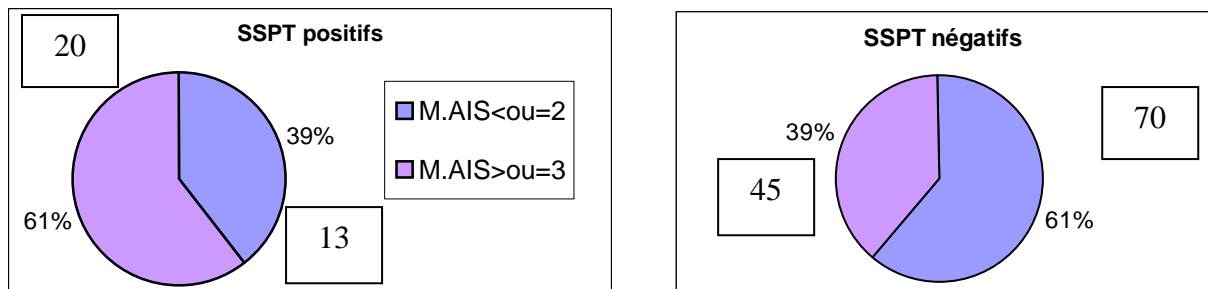 SSPT positifs
20
39%
61%
13
M.AIS<ou=2
M.AIS>ou=3
SSPT négatifs
70
39%
45
61%